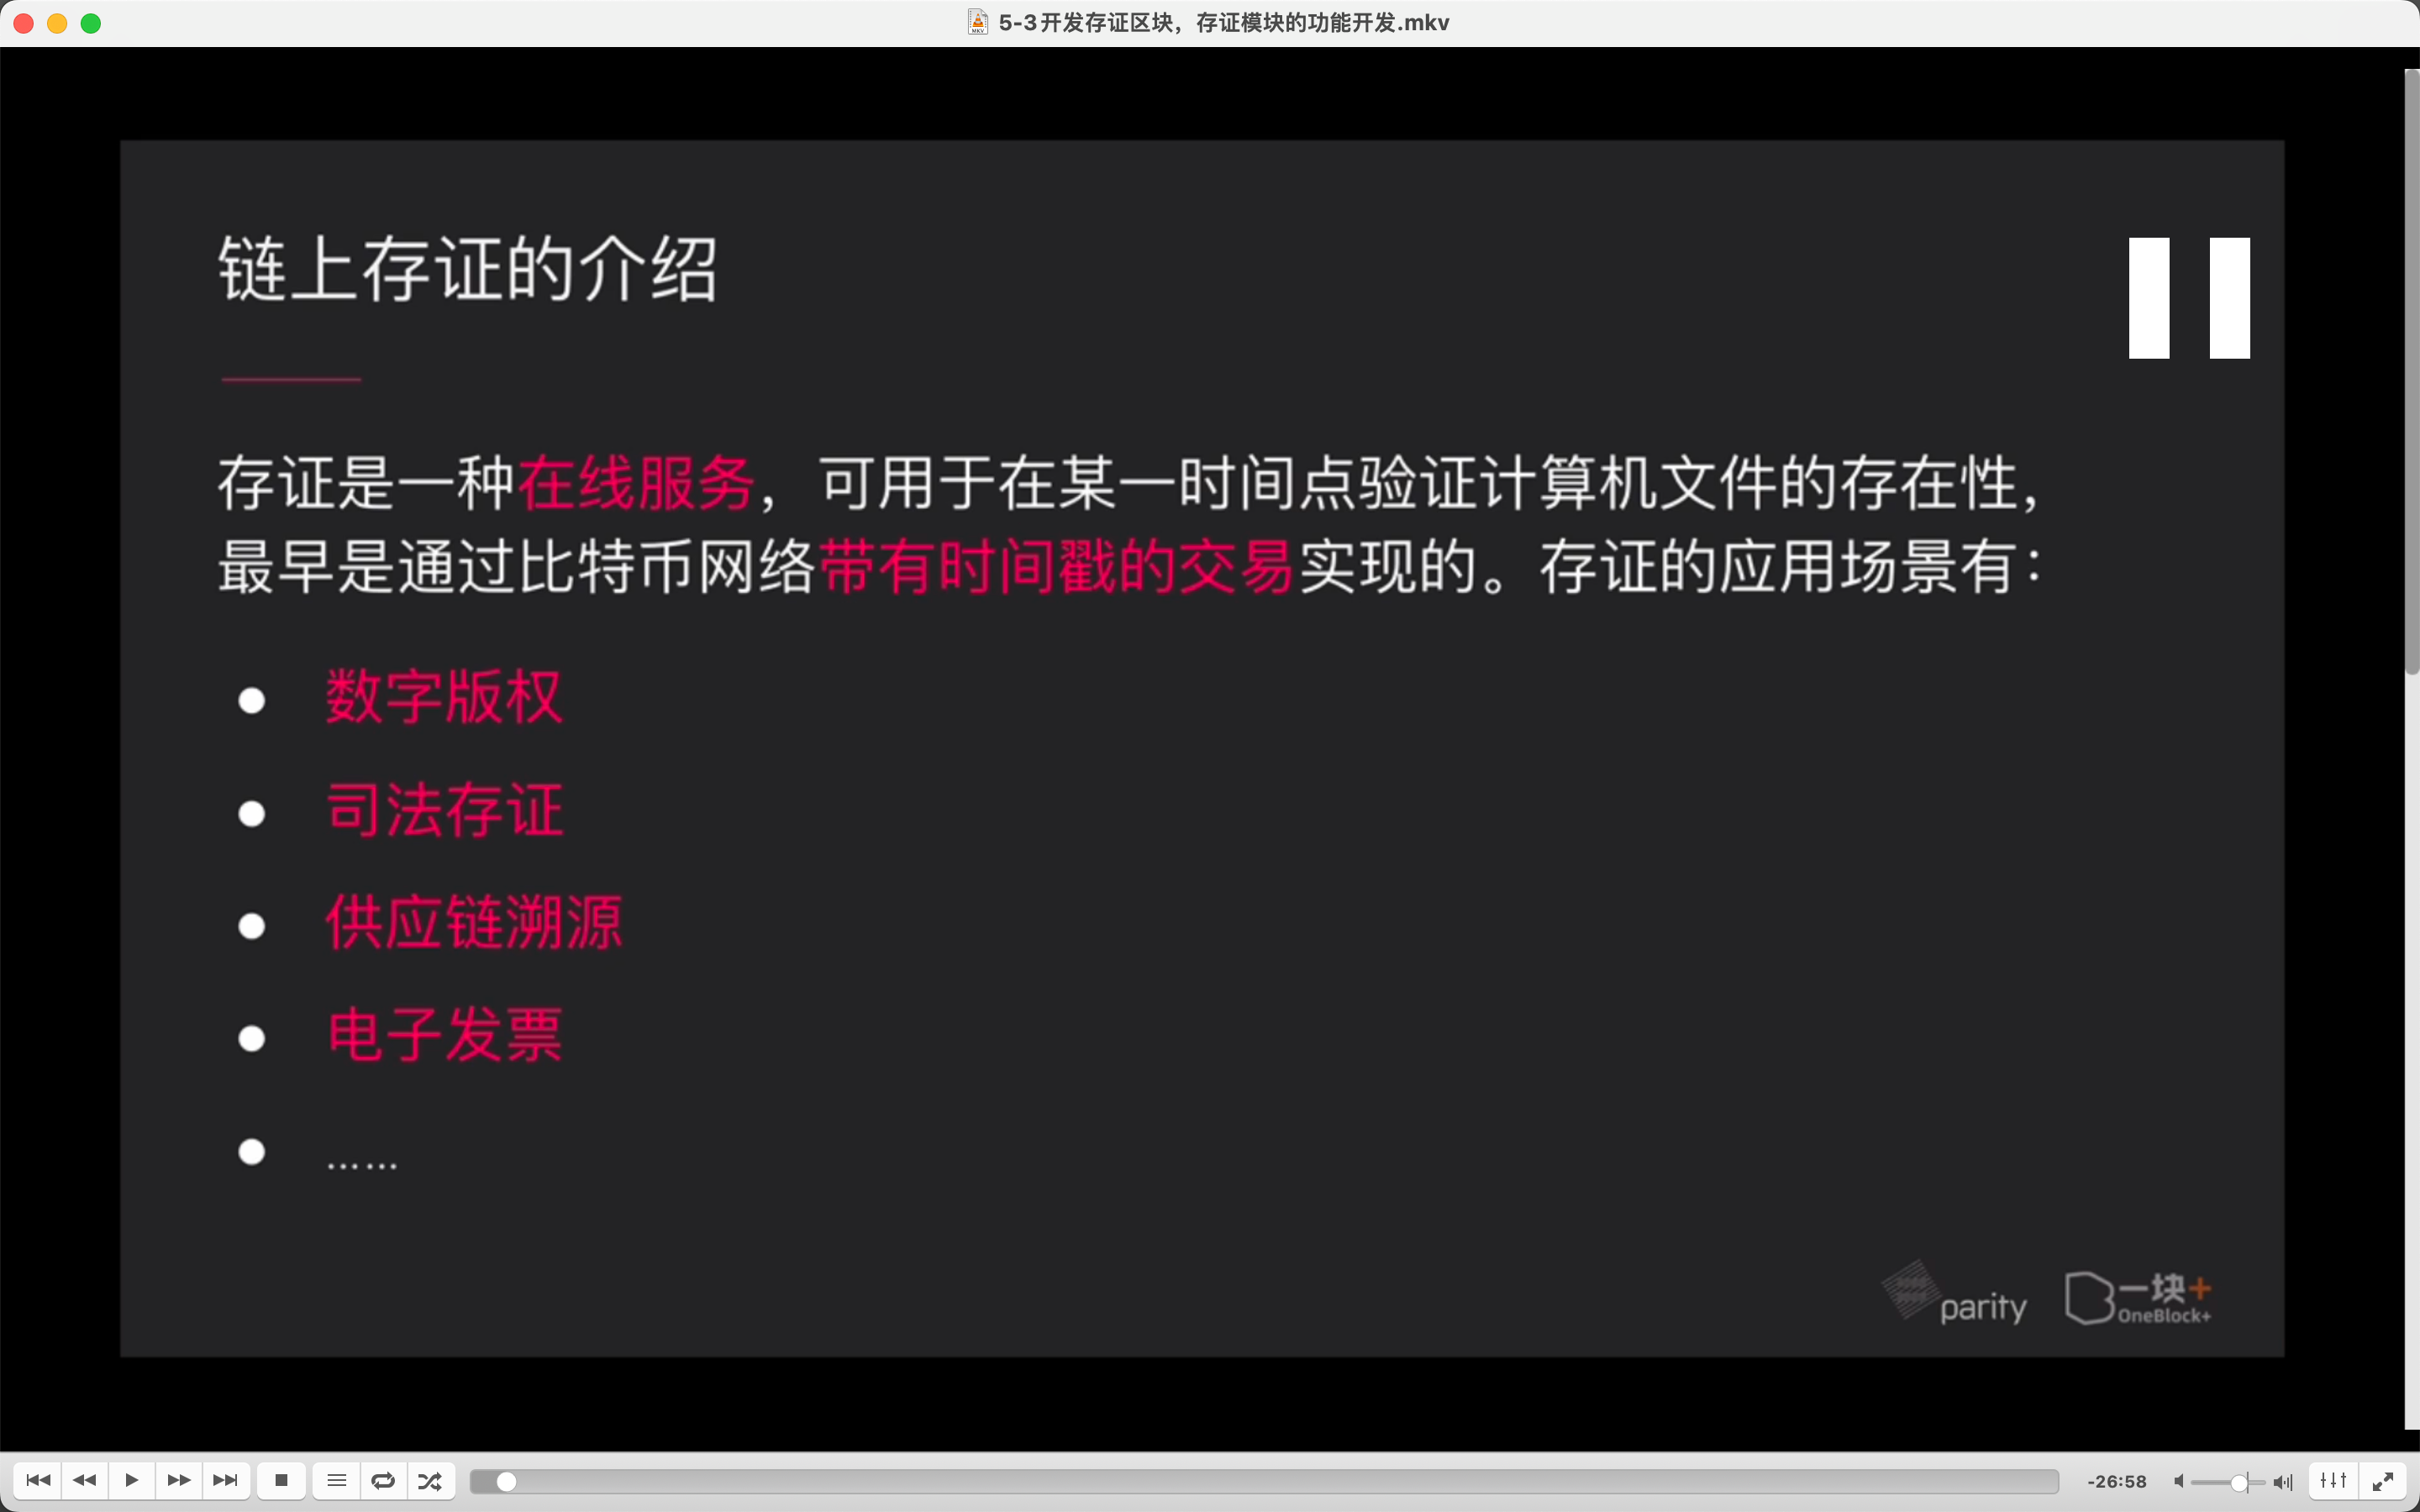 5-3开发存证区块，存证模块的功能开发.mkv
链上存证的介绍
存证是一种在线服务，可用于在某一时间点验证计算机文件的存在性，
最早是通过比特币网络带有时间戳的交易实现的。存证的应用场景有：
● 数字版权
● 司法存证
● 供应链溯源
● 电子发票
● ……
parity
一块+
OneBlock+
-26:58